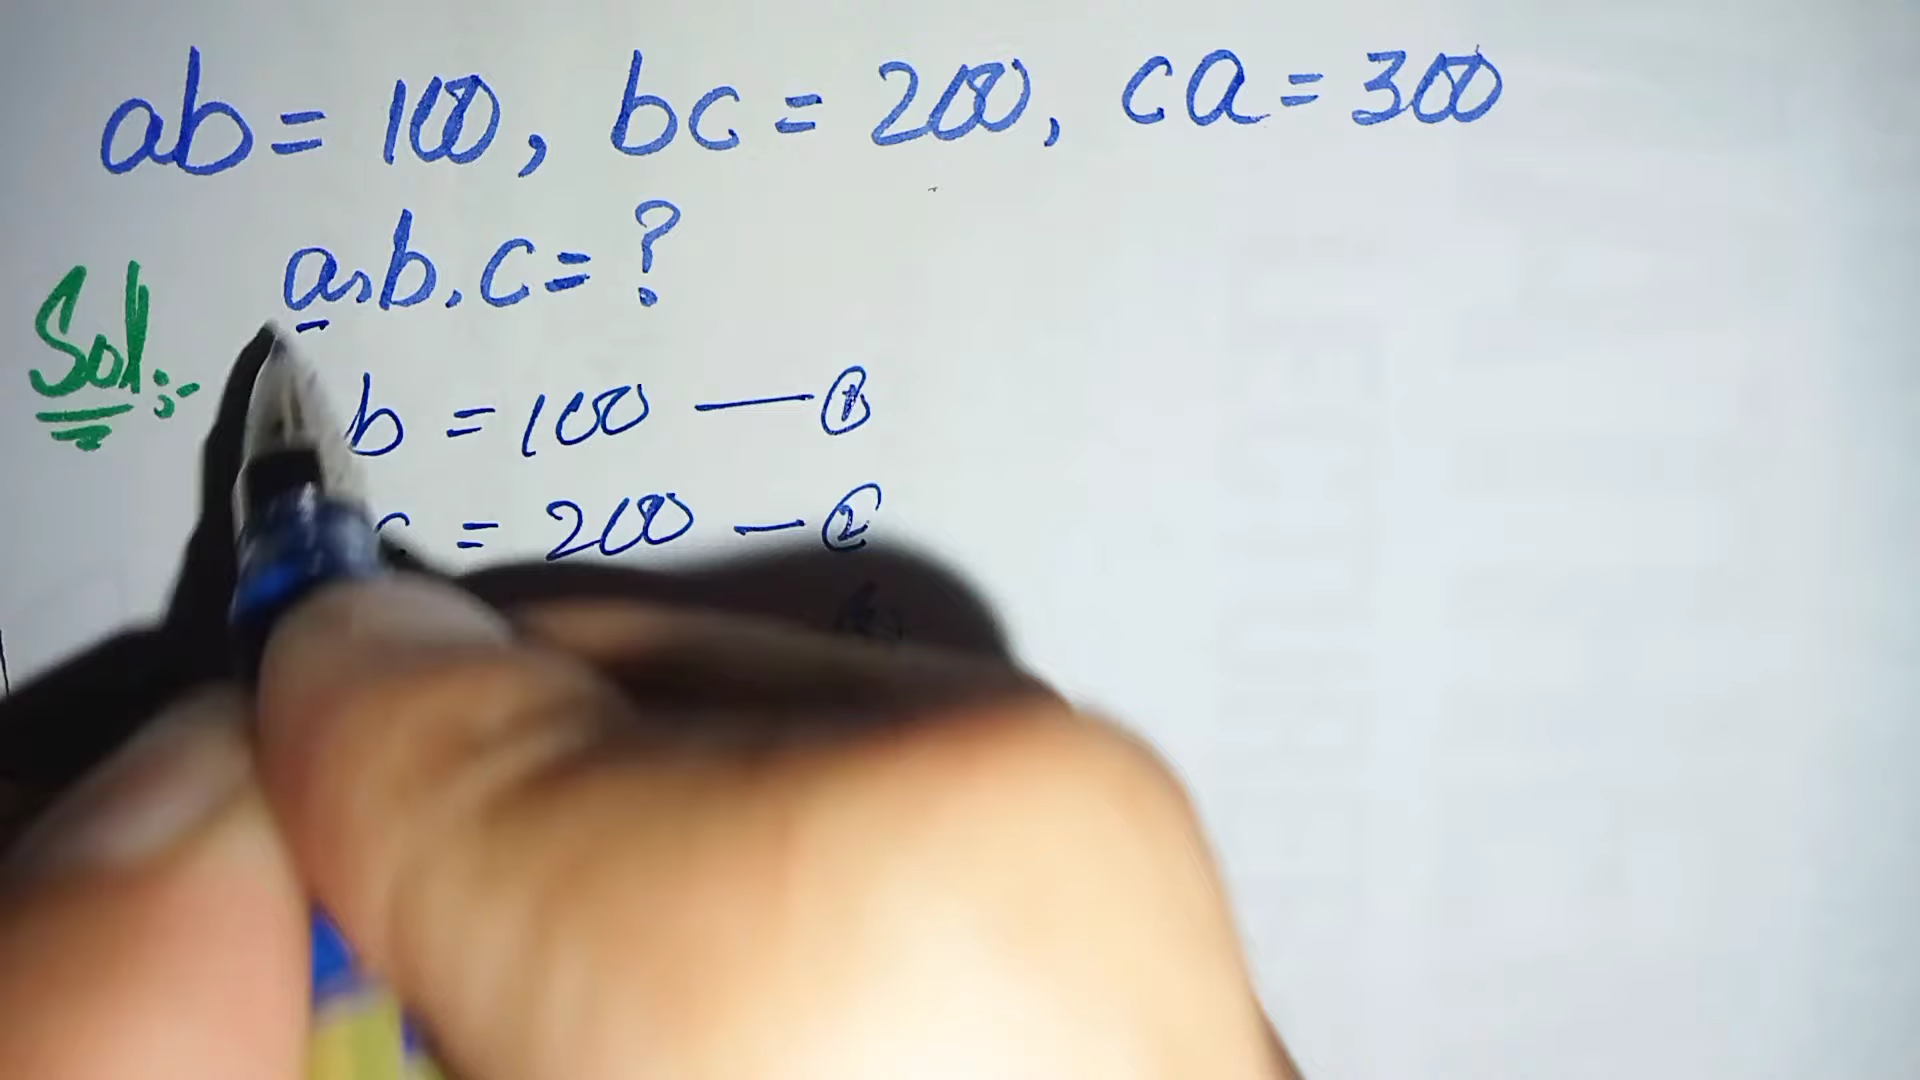 ab = 100, bc = 200, ca = 300
a, b, c = ?
Sol:-
b = 100 — ①
c = 200 — ②